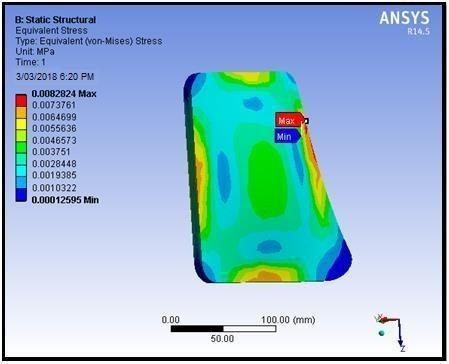 B: Static Structural
Equivalent Stress
Type: Equivalent (von-Mises) Stress
Unit: MPa
Time: 1
3/03/2018 6:20 PM
ANSYS
R14.5
0.0082824 Max
0.0073761
0.0064699
0.0055636
0.0046573
0.003751
0.0028448
0.0019385
0.0010322
0.00012595 Min
Max
Min
0.00 100.00 (mm)
50.00
Z